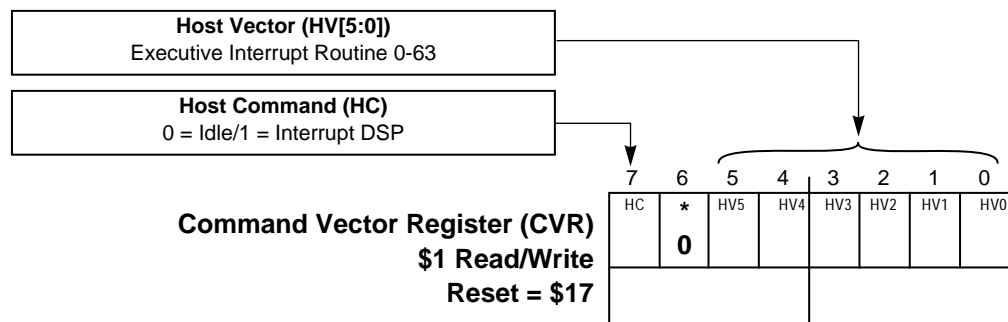 Host Vector (HV[5:0])
Executive Interrupt Routine 0-63
Host Command (HC)
0 = Idle/1 = Interrupt DSP
7 6 5 4 3 2 1 0
HC * HV5 HV4 HV3 HV2 HV1 HV0
0
Command Vector Register (CVR)
$1 Read/Write
Reset = $17